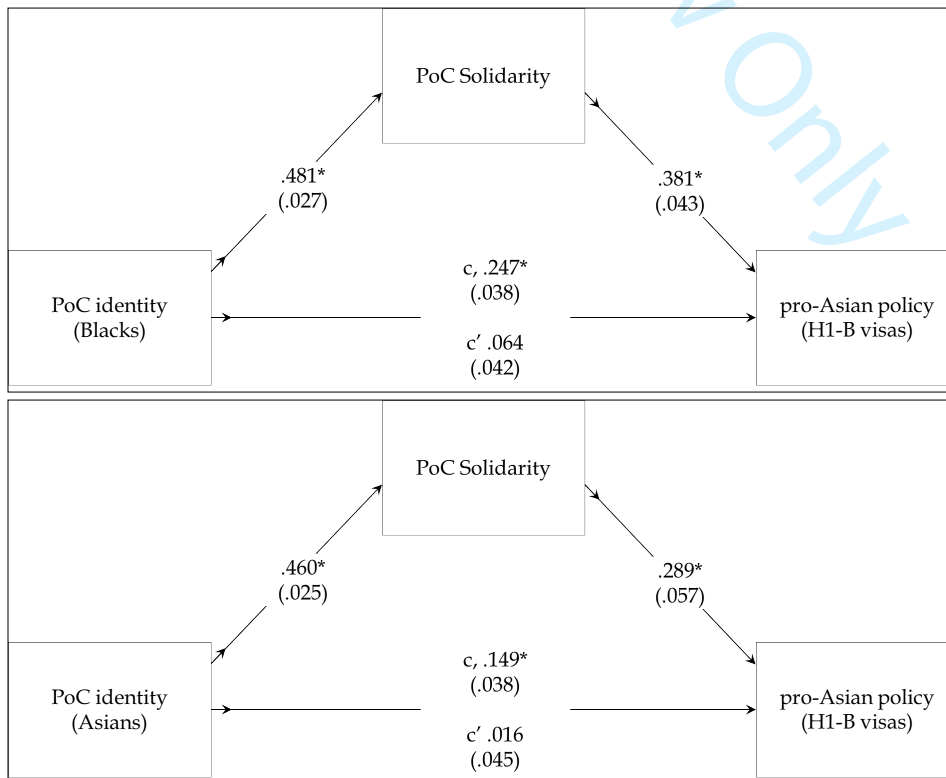 PoC Solidarity
.481*
(.027)
.381*
(.043)
PoC identity
(Blacks)
c, .247*
(.038)
c’ .064
(.042)
pro-Asian policy
(H1-B visas)
PoC Solidarity
.460*
(.025)
.289*
(.057)
PoC identity
(Asians)
c, .149*
(.038)
c’ .016
(.045)
pro-Asian policy
(H1-B visas)
Only